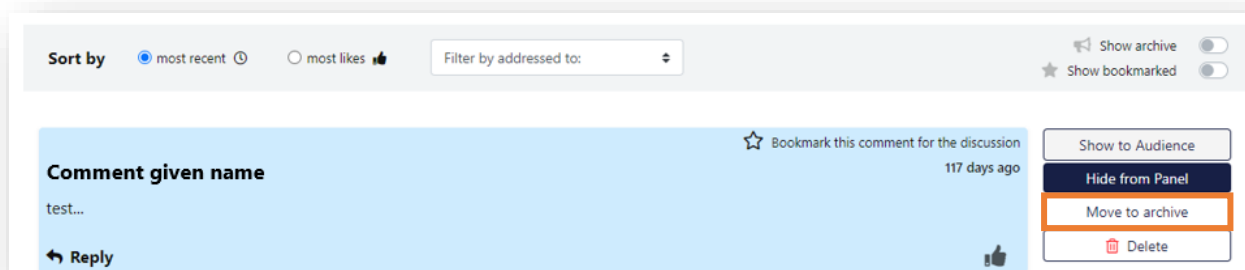 Sort by most recent most likes Filter by addressed to: Show archive
Show bookmarked
Bookmark this comment for the discussion
117 days ago
Comment given name
test...
Reply
Show to Audience
Hide from Panel
Move to archive
Delete